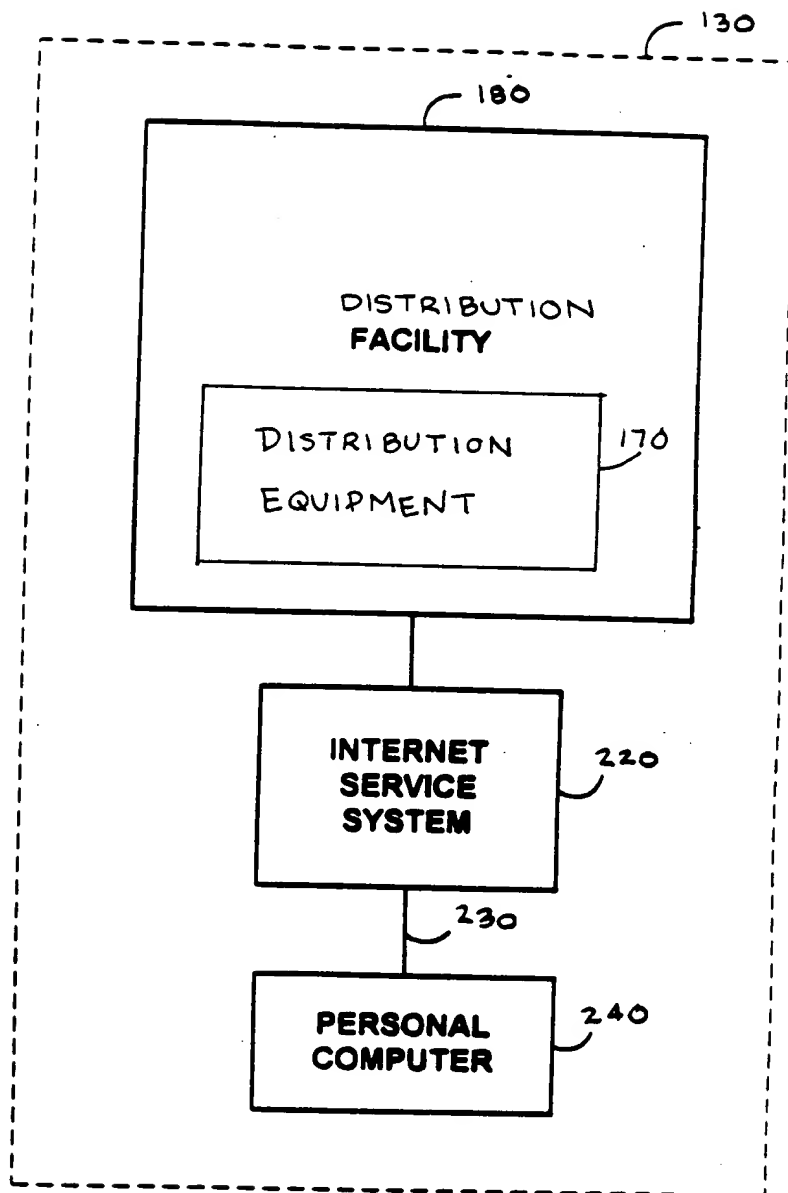 130
180
DISTRIBUTION
FACILITY
DISTRIBUTION
EQUIPMENT
170
INTERNET
SERVICE
SYSTEM
220
230
PERSONAL
COMPUTER
240